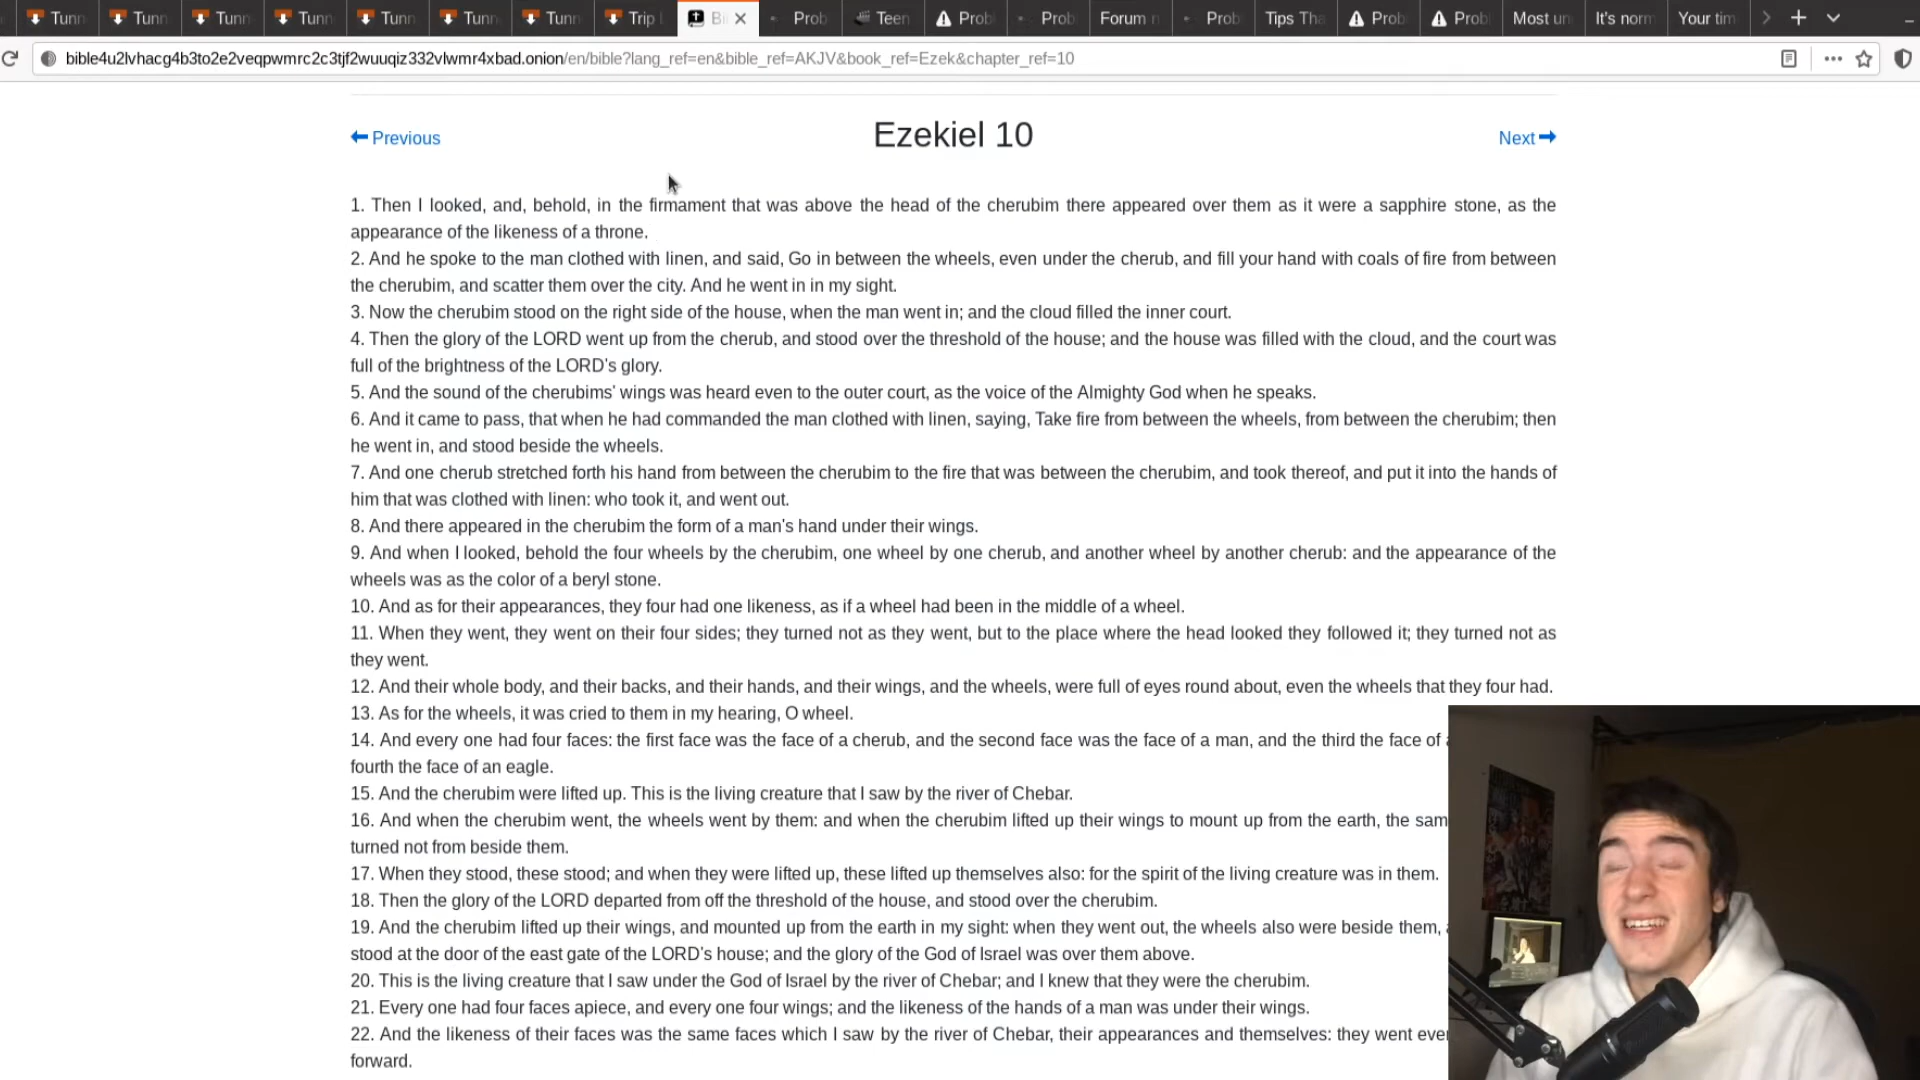 Tunn Tunn Tunn Tunn Tunn Tunn Tunn Trip Bi Prob Teen Prob Prob Forum Prob Tips Tha Prob Prob Most un It's norm Your tim
bible4u2lvhacg4b3to2e2veqpwmrc2c3tjf2wuuqiz332vlwmr4xbad.onion/en/bible?lang_ref=en&bible_ref=AKJV&book_ref=Ezek&chapter_ref=10
Previous
Ezekiel 10
Next
1. Then I looked, and, behold, in the firmament that was above the head of the cherubim there appeared over them as it were a sapphire stone, as the
appearance of the likeness of a throne.
2. And he spoke to the man clothed with linen, and said, Go in between the wheels, even under the cherub, and fill your hand with coals of fire from between
the cherubim, and scatter them over the city. And he went in in my sight.
3. Now the cherubim stood on the right side of the house, when the man went in; and the cloud filled the inner court.
4. Then the glory of the LORD went up from the cherub, and stood over the threshold of the house; and the house was filled with the cloud, and the court was
full of the brightness of the LORD's glory.
5. And the sound of the cherubims' wings was heard even to the outer court, as the voice of the Almighty God when he speaks.
6. And it came to pass, that when he had commanded the man clothed with linen, saying, Take fire from between the wheels, from between the cherubim; then
he went in, and stood beside the wheels.
7. And one cherub stretched forth his hand from between the cherubim to the fire that was between the cherubim, and took thereof, and put it into the hands of
him that was clothed with linen: who took it, and went out.
8. And there appeared in the cherubim the form of a man's hand under their wings.
9. And when I looked, behold the four wheels by the cherubim, one wheel by one cherub, and another wheel by another cherub: and the appearance of the
wheels was as the color of a beryl stone.
10. And as for their appearances, they four had one likeness, as if a wheel had been in the middle of a wheel.
11. When they went, they went on their four sides; they turned not as they went, but to the place where the head looked they followed it; they turned not as
they went.
12. And their whole body, and their backs, and their hands, and their wings, and the wheels, were full of eyes round about, even the wheels that they four had.
13. As for the wheels, it was cried to them in my hearing, O wheel.
14. And every one had four faces: the first face was the face of a cherub, and the second face was the face of a man, and the third the face of
fourth the face of an eagle.
15. And the cherubim were lifted up. This is the living creature that I saw by the river of Chebar.
16. And when the cherubim went, the wheels went by them: and when the cherubim lifted up their wings to mount up from the earth, the sam
turned not from beside them.
17. When they stood, these stood; and when they were lifted up, these lifted up themselves also: for the spirit of the living creature was in them.
18. Then the glory of the LORD departed from off the threshold of the house, and stood over the cherubim.
19. And the cherubim lifted up their wings, and mounted up from the earth in my sight: when they went out, the wheels also were beside them,
stood at the door of the east gate of the LORD's house; and the glory of the God of Israel was over them above.
20. This is the living creature that I saw under the God of Israel by the river of Chebar; and I knew that they were the cherubim.
21. Every one had four faces apiece, and every one four wings; and the likeness of the hands of a man was under their wings.
22. And the likeness of their faces was the same faces which I saw by the river of Chebar, their appearances and themselves: they went ever
forward.